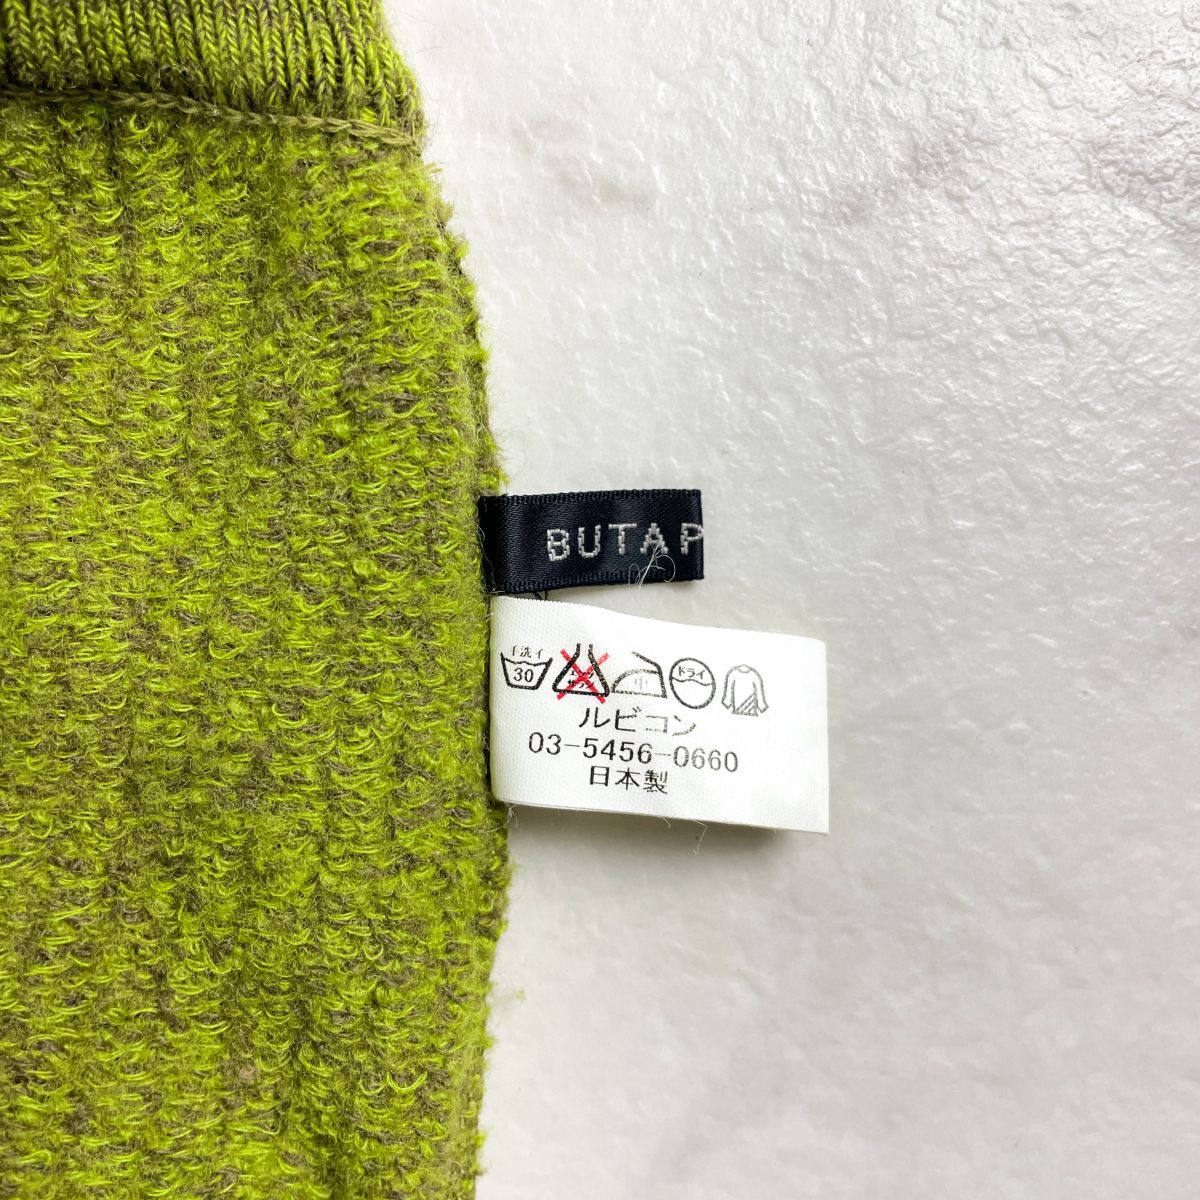 BUTAP
手洗イ
30 中 ドライ
ルビコン
03-5456-0660
日本製